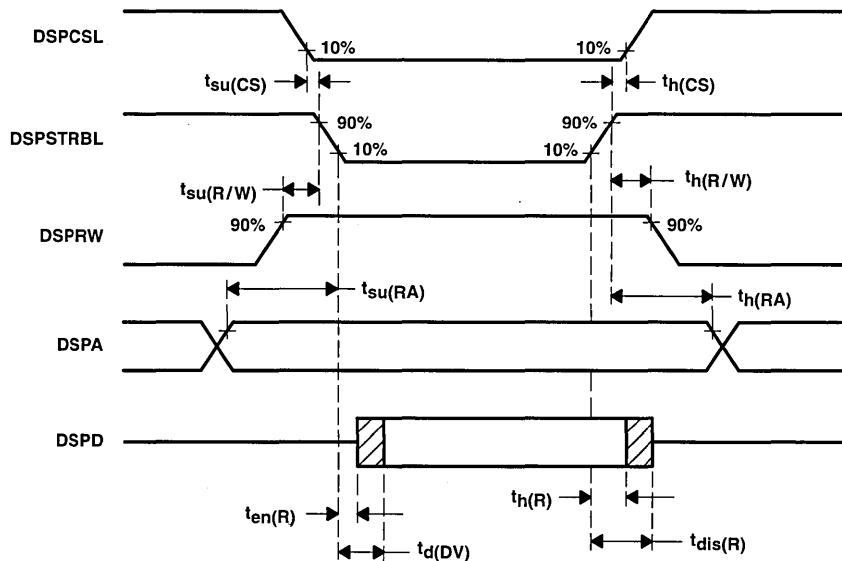 DSPCSL
10%
10%
tsu(CS)
th(CS)
DSPSTRBL
90%
90%
10%
10%
tsu(R/W)
th(R/W)
DSPRW
90%
90%
tsu(RA)
th(RA)
DSPA
DSPD
ten(R)
th(R)
td(DV)
tdis(R)